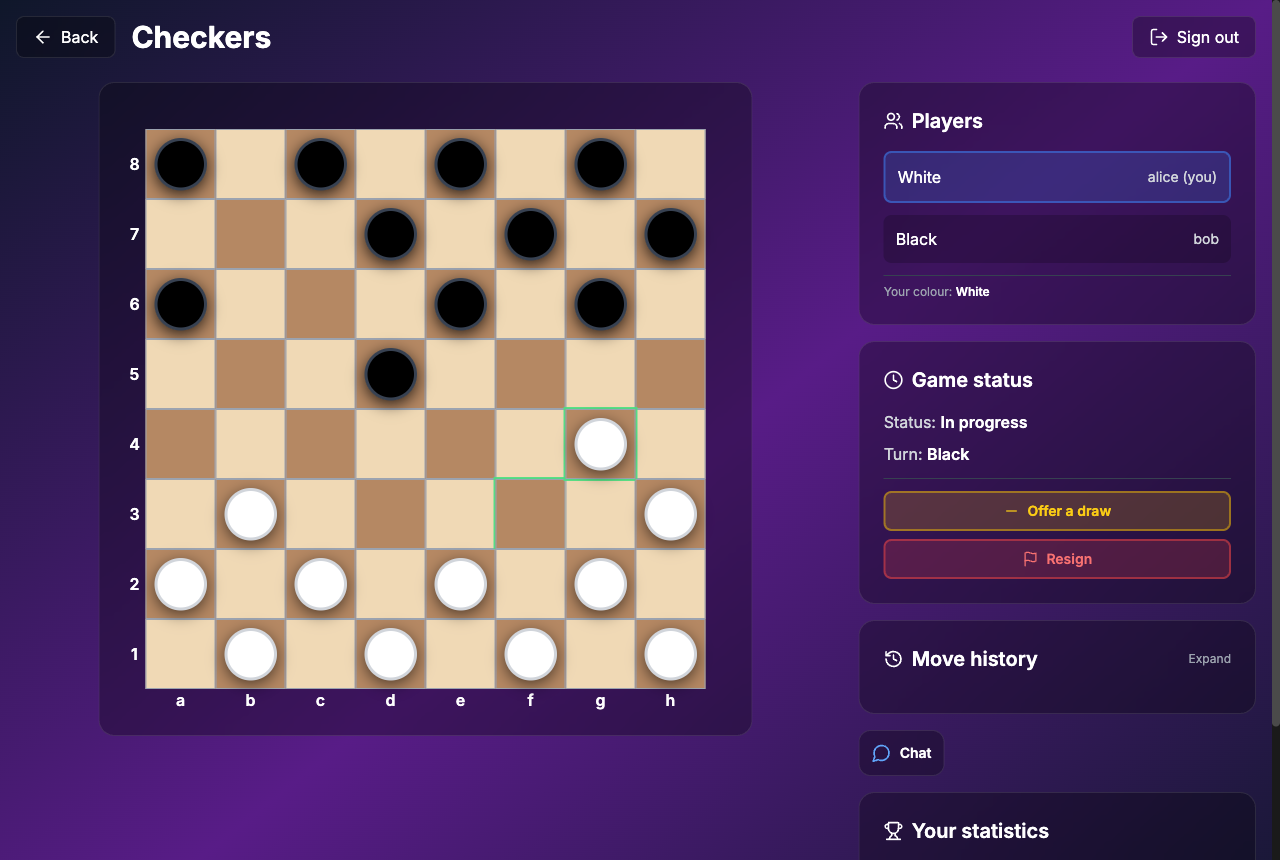 Back
Checkers
Sign out
8
7
6
5
4
3
2
1
a b c d e f g h
Players
White alice (you)
Black bob
Your colour: White
Game status
Status: In progress
Turn: Black
Offer a draw
Resign
Move history Expand
Chat
Your statistics